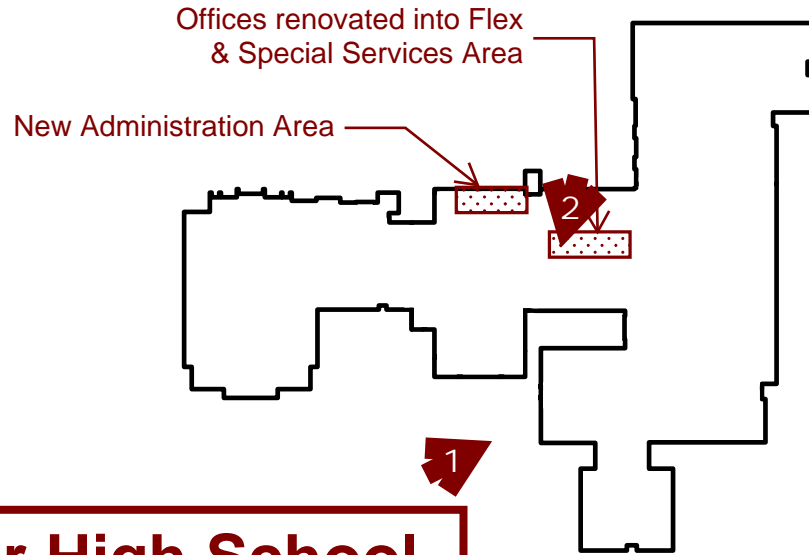 Offices renovated into Flex
& Special Services Area
New Administration Area
2
1
High School